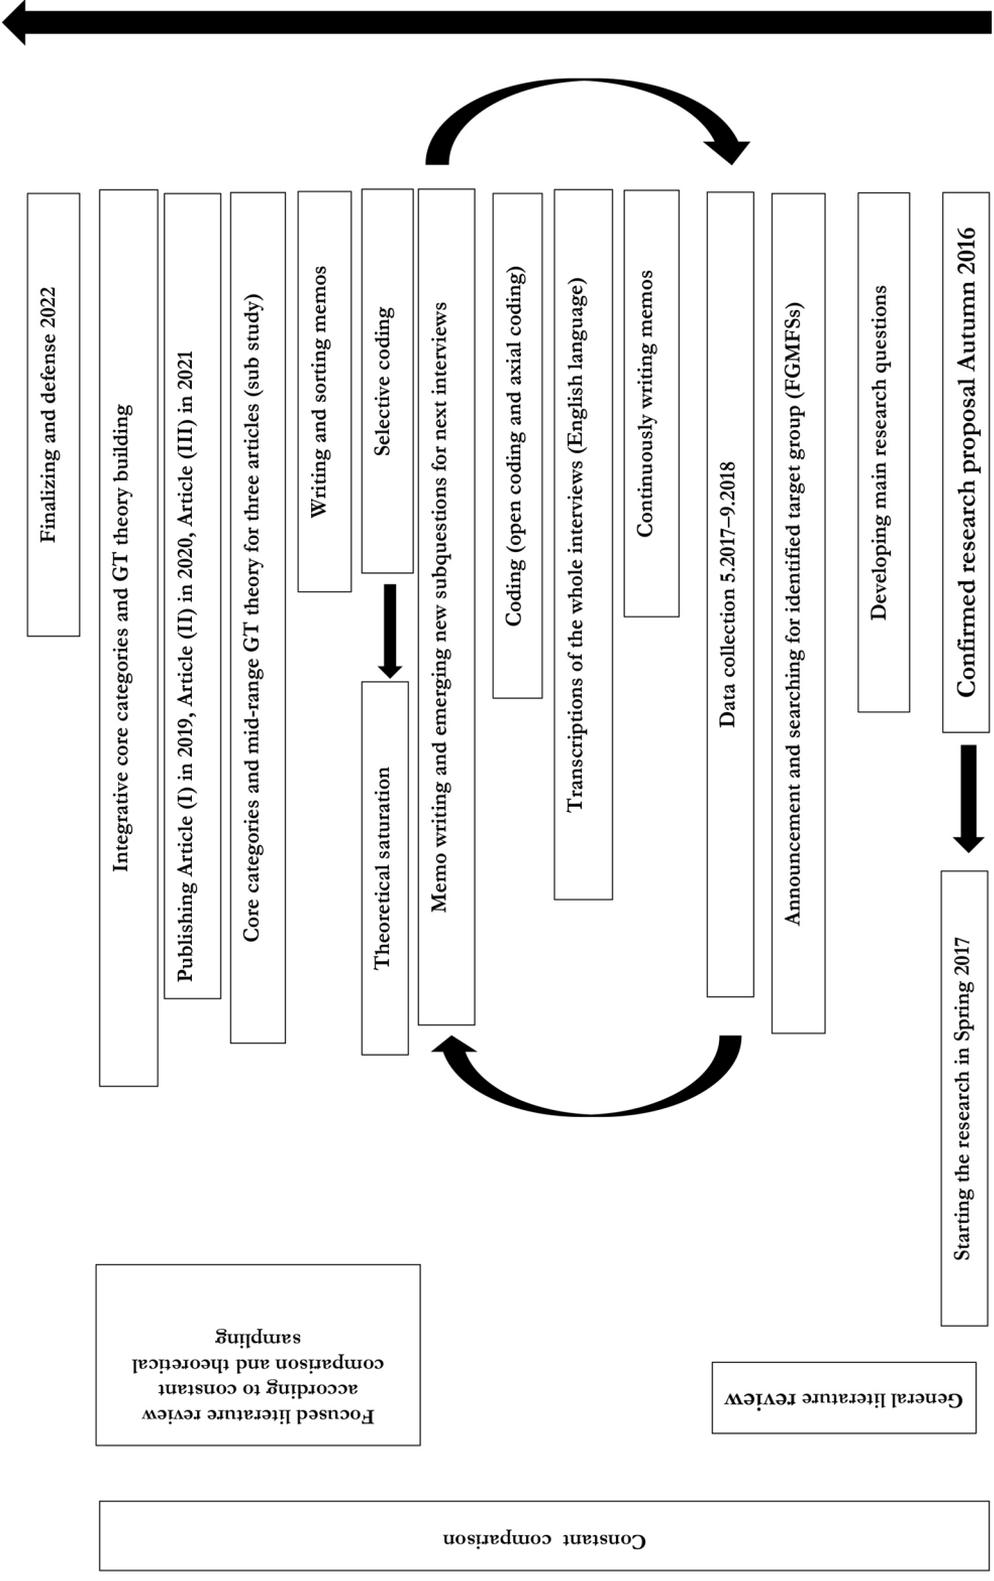 Finalizing and defense 2022
Integrative core categories and GT theory building
Publishing Article (I) in 2019, Article (II) in 2020, Article (III) in 2021
Core categories and mid-range GT theory for three articles (sub study)
Writing and sorting memos
Selective coding
Theoretical saturation
Memo writing and emerging new subquestions for next interviews
Coding (open coding and axial coding)
Transcriptions of the whole interviews (English language)
Continuously writing memos
Data collection 5.2017–9.2018
Announcement and searching for identified target group (FGMFSs)
Developing main research questions
Confirmed research proposal Autumn 2016
Starting the research in Spring 2017
Focused literature review
according to constant
comparison and theoretical
sampling
General literature review
Constant comparison